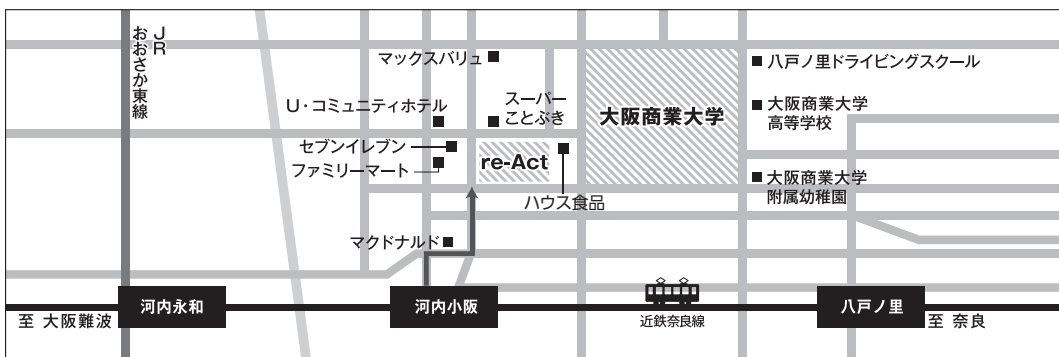 JR
おおさか東線
マックスバリュ
U・コミュニティホテル
スーパー
ことぶき
セブンイレブン
ファミリーマート
re-Act
ハウス食品
大阪商業大学
八戸ノ里ドライビングスクール
大阪商業大学
高等学校
大阪商業大学
附属幼稚園
マクドナルド
河内永和
河内小阪
八戸ノ里
至 大阪難波
近鉄奈良線
至 奈良